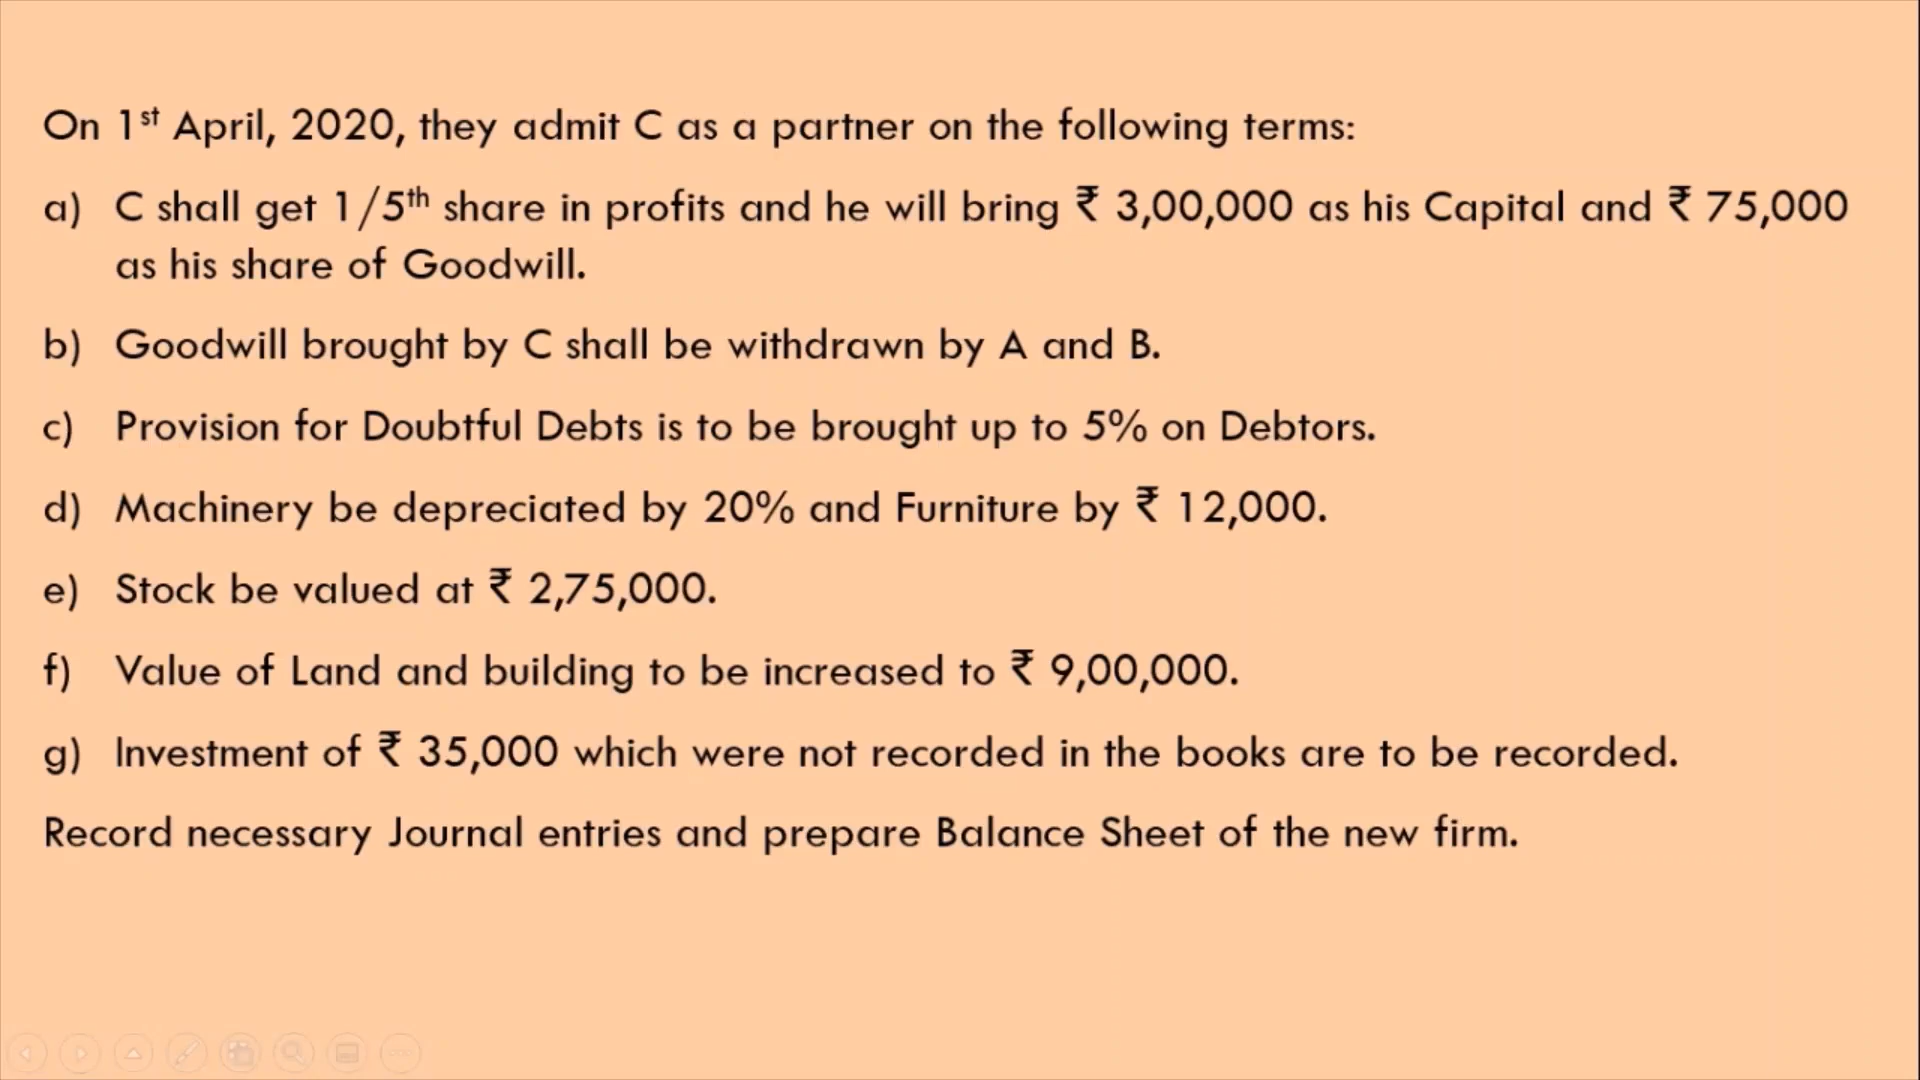 On 1st April, 2020, they admit C as a partner on the following terms:
a) C shall get 1/5th share in profits and he will bring ₹ 3,00,000 as his Capital and ₹ 75,000
as his share of Goodwill.
b) Goodwill brought by C shall be withdrawn by A and B.
c) Provision for Doubtful Debts is to be brought up to 5% on Debtors.
d) Machinery be depreciated by 20% and Furniture by ₹ 12,000.
e) Stock be valued at ₹ 2,75,000.
f) Value of Land and building to be increased to ₹ 9,00,000.
g) Investment of ₹ 35,000 which were not recorded in the books are to be recorded.
Record necessary Journal entries and prepare Balance Sheet of the new firm.